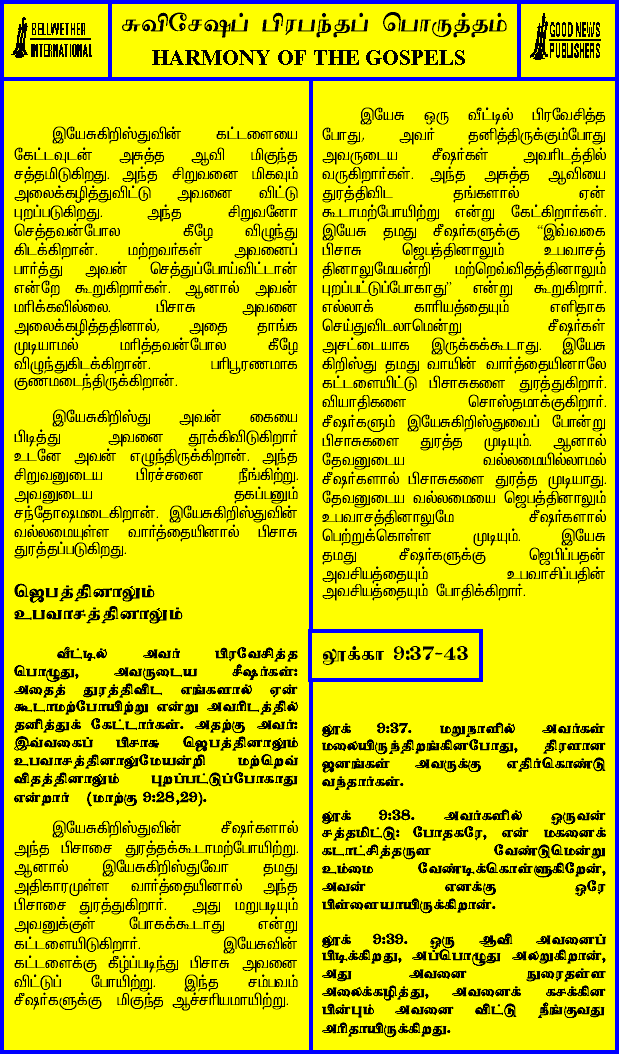 BELLWETHER
INTERNATIONAL
சுவிசேஷப் பிரபந்தப் பொருத்தம்
HARMONY OF THE GOSPELS
GOOD NEWS
PUBLISHERS
இயேசுகிறிஸ்துவின் கட்டளையை
கேட்டவுடன் அசுத்த ஆவி மிகுந்த
சத்தமிடுகிறது. அந்த சிறுவனை மிகவும்
அலைக்கழித்துவிட்டு அவனை விட்டு
புறப்படுகிறது. அந்த சிறுவனோ
செத்தவன்போல கீழே விழுந்து
கிடக்கிறான். மற்றவர்கள் அவனைப்
பார்த்து அவன் செத்துப்போய்விட்டான்
என்றே கூறுகிறார்கள். ஆனால் அவன்
மரிக்கவில்லை. பிசாசு அவனை
அலைக்கழித்ததினால், அதை தாங்க
முடியாமல் மரித்தவன்போல கீழே
விழுந்துகிடக்கிறான். பரிபூரணமாக
குணமடைந்திருக்கிறான்.
இயேசுகிறிஸ்து அவன் கையை
பிடித்து அவனை தூக்கிவிடுகிறார்
உடனே அவன் எழுந்திருக்கிறான். அந்த
சிறுவனுடைய பிரச்சனை நீங்கிற்று.
அவனுடைய தகப்பனும்
சந்தோஷமடைகிறான். இயேசுகிறிஸ்துவின்
வல்லமையுள்ள வார்த்தையினால் பிசாசு
துரத்தப்படுகிறது.
ஜெபத்தினாலும்
உபவாசத்தினாலும்
வீட்டில் அவர் பிரவேசித்த
பொழுது, அவருடைய சீஷர்கள்:
அதைத் துரத்திவிட எங்களால் ஏன்
கூடாமற்போயிற்று என்று அவரிடத்தில்
தனித்துக் கேட்டார்கள். அதற்கு அவர்:
இவ்வகைப் பிசாசு ஜெபத்தினாலும்
உபவாசத்தினாலுமேயன்றி மற்றெவ்
விதத்தினாலும் புறப்பட்டுப்போகாது
என்றார் (மாற்கு 9:28,29).
இயேசுகிறிஸ்துவின் சீஷர்களால்
அந்த பிசாசை துரத்தக்கூடாமற்போயிற்று.
ஆனால் இயேசுகிறிஸ்துவோ தமது
அதிகாரமுள்ள வார்த்தையினால் அந்த
பிசாசை துரத்துகிறார். அது மறுபடியும்
அவனுக்குள் போகக்கூடாது என்று
கட்டளையிடுகிறார். இயேசுவின்
கட்டளைக்கு கீழ்ப்படிந்து பிசாசு அவனை
விட்டுப் போயிற்று. இந்த சம்பவம்
சீஷர்களுக்கு மிகுந்த ஆச்சரியமாயிற்று.
இயேசு ஒரு வீட்டில் பிரவேசித்த
போது, அவர் தனித்திருக்கும்போது
அவருடைய சீஷர்கள் அவரிடத்தில்
வருகிறார்கள். அந்த அசுத்த ஆவியை
துரத்திவிட தங்களால் ஏன்
கூடாமற்போயிற்று என்று கேட்கிறார்கள்.
இயேசு தமது சீஷர்களுக்கு "இவ்வகை
பிசாசு ஜெபத்தினாலும் உபவாசத்
தினாலுமேயன்றி மற்றெவ்விதத்தினாலும்
புறப்பட்டுப்போகாது" என்று கூறுகிறார்.
எல்லாக் காரியத்தையும் எளிதாக
செய்துவிடலாமென்று சீஷர்கள்
அசட்டையாக இருக்கக்கூடாது. இயேசு
கிறிஸ்து தமது வாயின் வார்த்தையினாலே
கட்டளையிட்டு பிசாசுகளை துரத்துகிறார்.
வியாதிகளை சொஸ்தமாக்குகிறார்.
சீஷர்களும் இயேசுகிறிஸ்துவைப் போன்று
பிசாசுகளை துரத்த முடியும். ஆனால்
தேவனுடைய வல்லமையில்லாமல்
சீஷர்களால் பிசாசுகளை துரத்த முடியாது.
தேவனுடைய வல்லமையை ஜெபத்தினாலும்
உபவாசத்தினாலுமே சீஷர்களால்
பெற்றுக்கொள்ள முடியும். இயேசு
தமது சீஷர்களுக்கு ஜெபிப்பதன்
அவசியத்தையும் உபவாசிப்பதின்
அவசியத்தையும் போதிக்கிறார்.
லூக்கா 9:37-43
லூக் 9:37. மறுநாளில் அவர்கள்
மலையிருந்திறங்கினபோது, திரளான
ஜனங்கள் அவருக்கு எதிர்கொண்டு
வந்தார்கள்.
லூக் 9:38. அவர்களில் ஒருவன்
சத்தமிட்டு: போதகரே, என் மகனைக்
கடாட்சித்தருள வேண்டுமென்று
உம்மை வேண்டிக்கொள்ளுகிறேன்,
அவன் எனக்கு ஒரே
பிள்ளையாயிருக்கிறான்.
லூக் 9:39. ஒரு ஆவி அவனைப்
பிடிக்கிறது, அப்பொழுது அலறுகிறான்,
அது அவனை நுரைதள்ள
அலைக்கழித்து, அவனைக் கசக்கின
பின்பும் அவனை விட்டு நீங்குவது
அரிதாயிருக்கிறது.